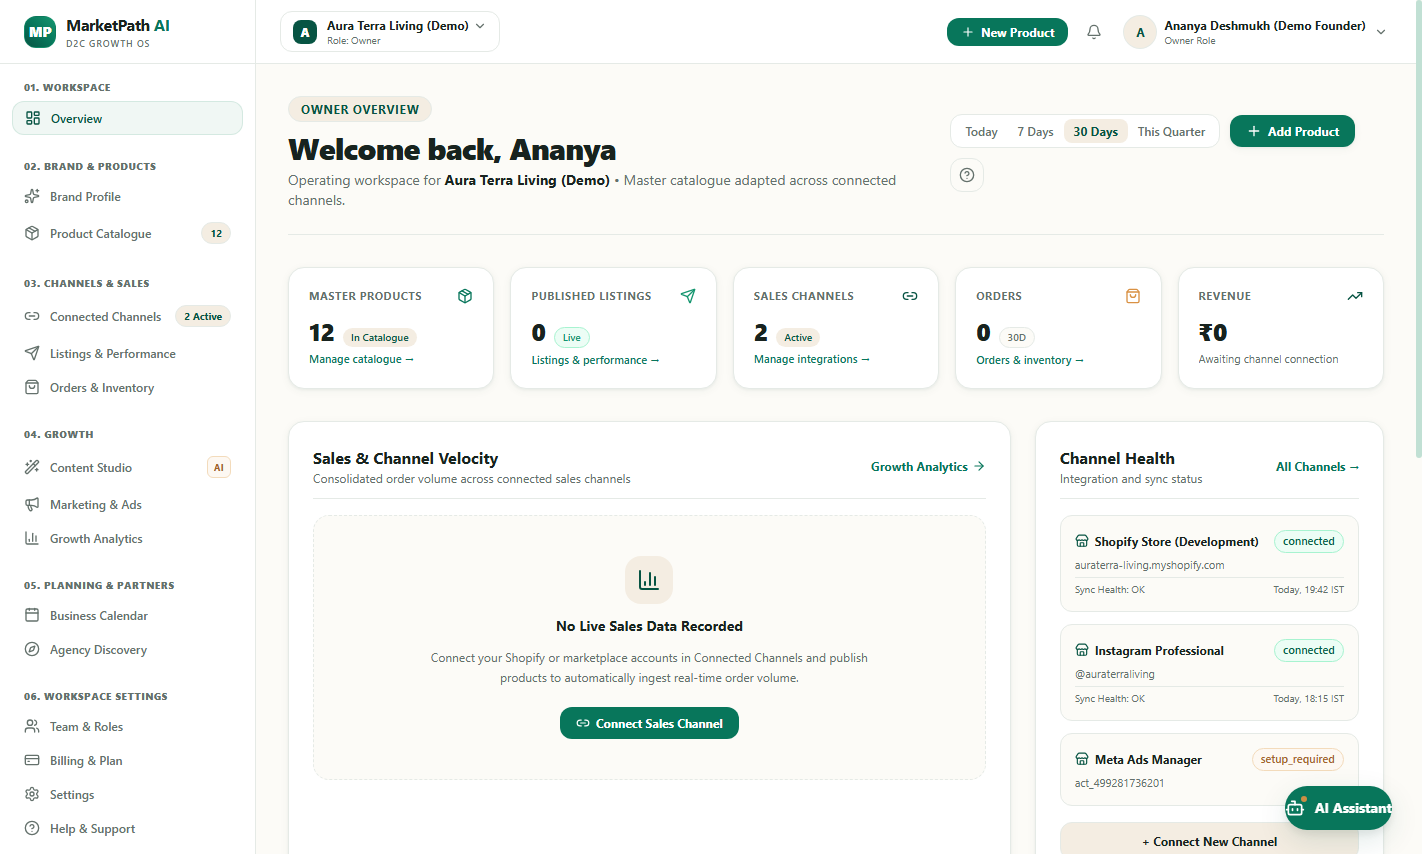 MP
MarketPath AI
D2C GROWTH OS
A
Aura Terra Living (Demo)
Role: Owner
+ New Product
A
Ananya Deshmukh (Demo Founder)
Owner Role
01. WORKSPACE
Overview
02. BRAND & PRODUCTS
Brand Profile
Product Catalogue
12
03. CHANNELS & SALES
Connected Channels
2 Active
Listings & Performance
Orders & Inventory
04. GROWTH
Content Studio
AI
Marketing & Ads
Growth Analytics
05. PLANNING & PARTNERS
Business Calendar
Agency Discovery
06. WORKSPACE SETTINGS
Team & Roles
Billing & Plan
Settings
Help & Support
OWNER OVERVIEW
Welcome back, Ananya
Operating workspace for Aura Terra Living (Demo) • Master catalogue adapted across connected
channels.
Today
7 Days
30 Days
This Quarter
+ Add Product
MASTER PRODUCTS
12 In Catalogue
Manage catalogue →
PUBLISHED LISTINGS
0 Live
Listings & performance →
SALES CHANNELS
2 Active
Manage integrations →
ORDERS
0 30D
Orders & inventory →
REVENUE
₹0
Awaiting channel connection
Sales & Channel Velocity
Consolidated order volume across connected sales channels
Growth Analytics →
No Live Sales Data Recorded
Connect your Shopify or marketplace accounts in Connected Channels and publish
products to automatically ingest real-time order volume.
Connect Sales Channel
Channel Health
Integration and sync status
All Channels →
Shopify Store (Development)
connected
auraterra-living.myshopify.com
Sync Health: OK
Today, 19:42 IST
Instagram Professional
connected
@auraterraliving
Sync Health: OK
Today, 18:15 IST
Meta Ads Manager
setup_required
act_499281736201
AI Assistant
+ Connect New Channel